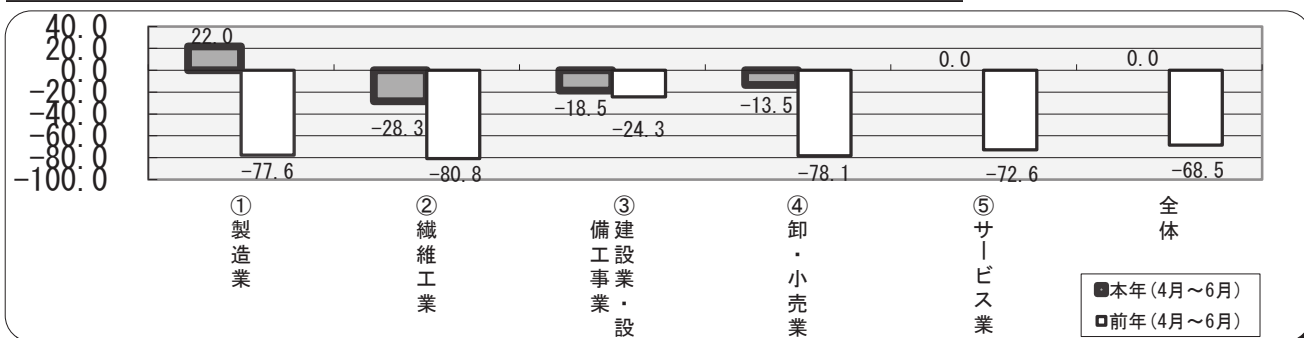 40.0
20.0
0.0
-20.0
-40.0
-60.0
-80.0
-100.0
22.0
-77.6
-28.3
-80.8
-18.5
-24.3
-13.5
-78.1
0.0
-72.6
0.0
-68.5
①製造業
②繊維工業
③建設業・設
備工事業
④卸・小売業
⑤サービス業
全体
本年(4月～6月)
前年(4月～6月)